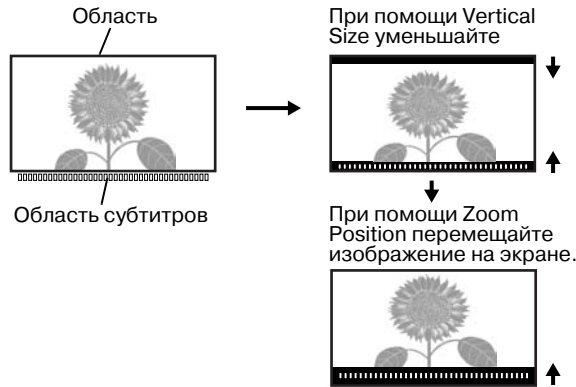 Область
Область субтитров
При помощи Vertical
Size уменьшайте
При помощи Zoom
Position перемещайте
изображение на экране.